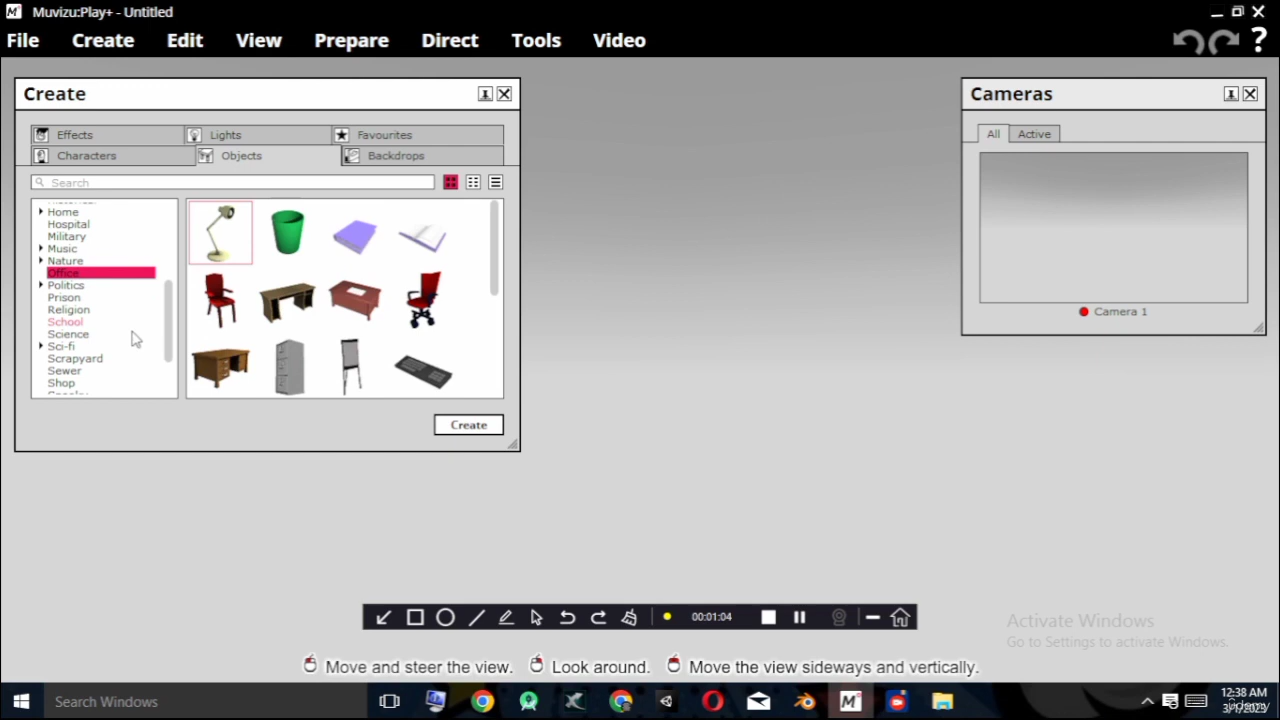 Muvizu:Play+ - Untitled
File Create Edit View Prepare Direct Tools Video ?
Create
Effects Lights Favourites
Characters Objects Backdrops
Search
Home
Hospital
Military
Music
Nature
Office
Politics
Prison
Religion
School
Science
Sci-fi
Scrapyard
Sewer
Shop
Create
Cameras
All Active
Camera 1
00:01:04
Activate Windows
Go to Settings to activate Windows.
Move and steer the view. Look around. Move the view sideways and vertically.
Search Windows
12:38 AM
3/1/2023